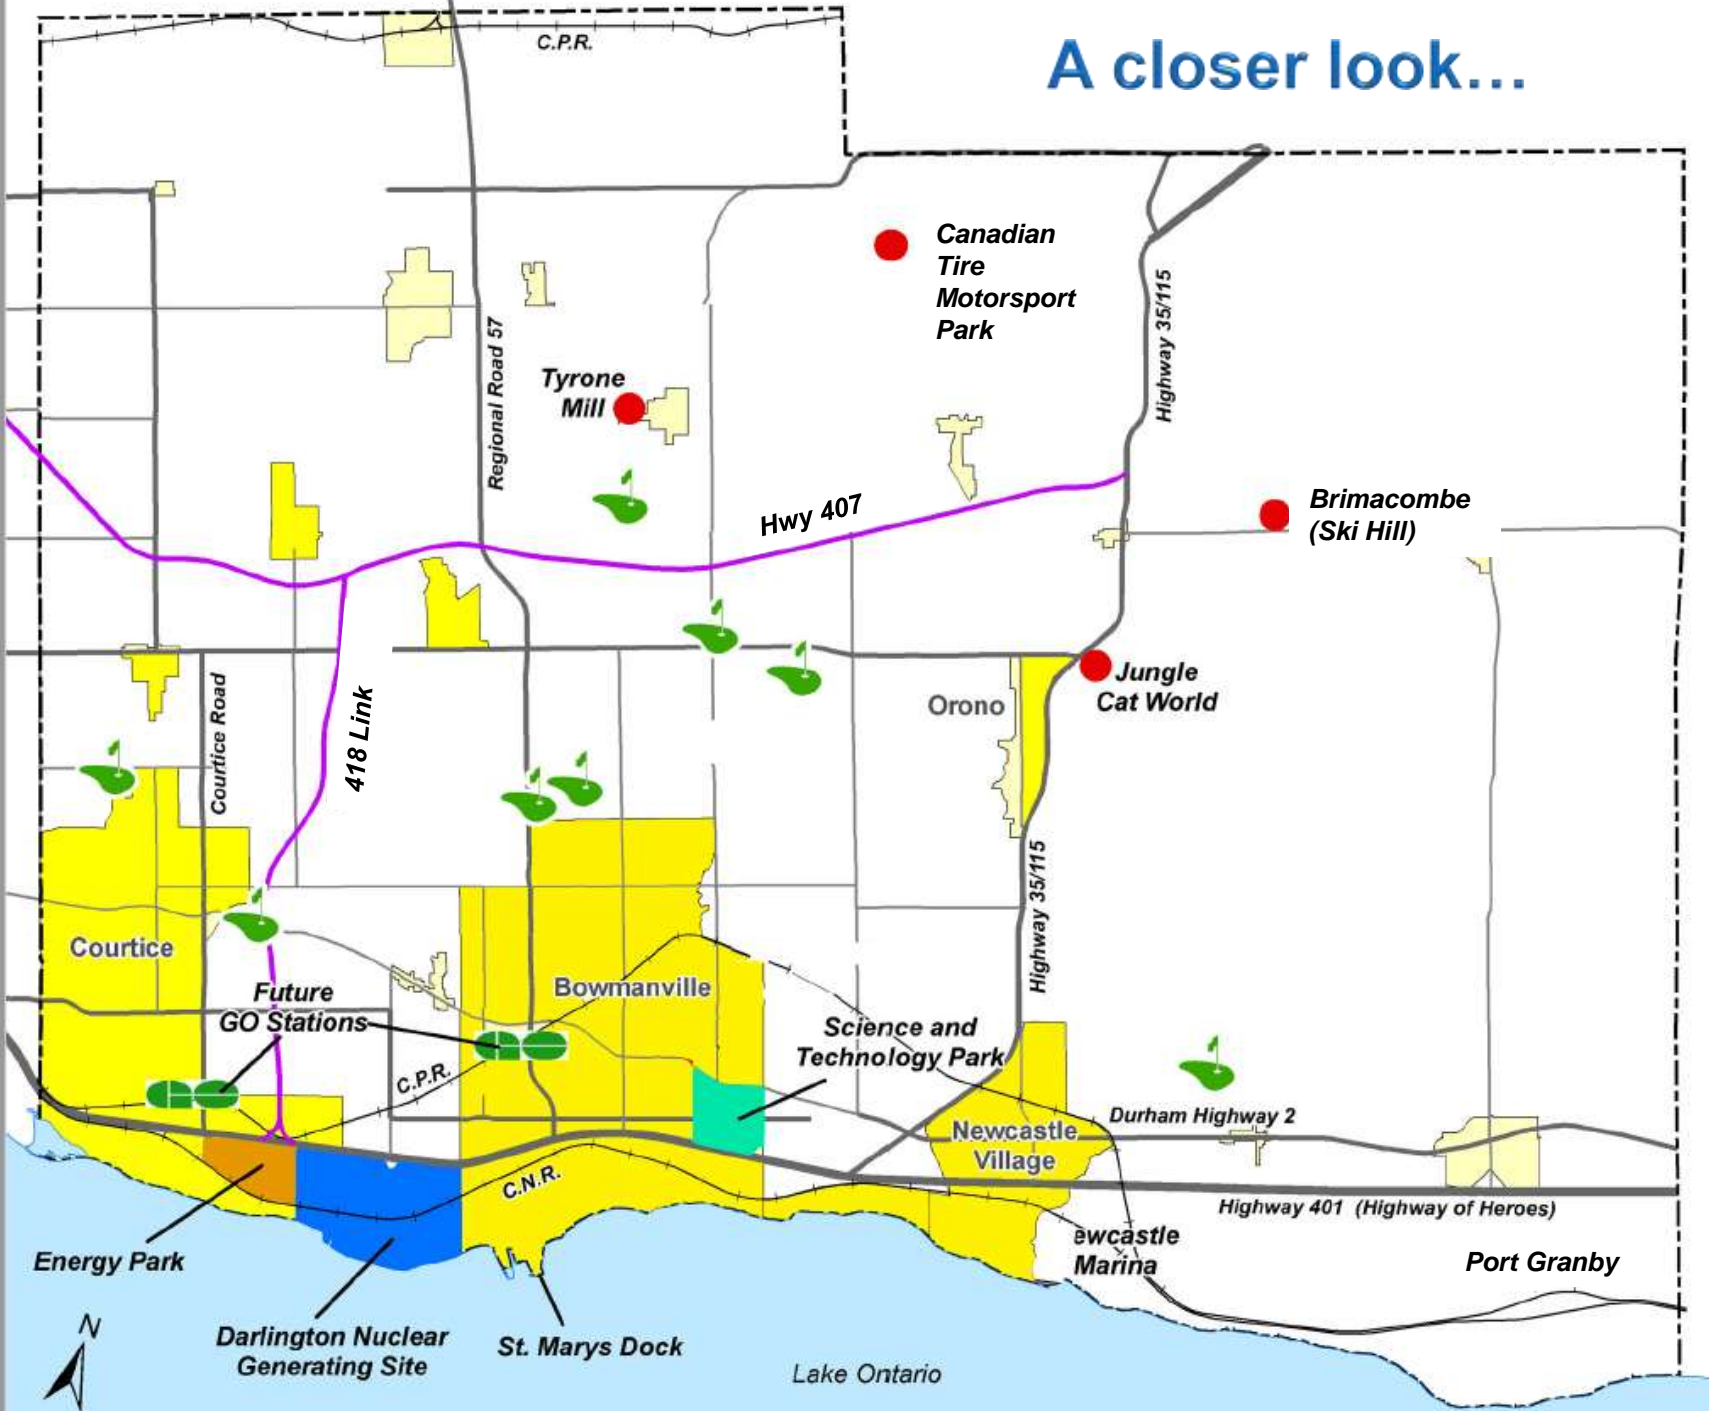 C.P.R.
A closer look…
Canadian
Tire
Motorsport
Park
Highway 35/115
Regional Road 57
Tyrone
Mill
Hwy 407
Brimacombe
(Ski Hill)
Jungle
Cat World
Orono
Courtice Road
418 Link
Highway 35/115
Courtice
Bowmanville
Future
GO Stations
Science and
Technology Park
C.P.R.
Durham Highway 2
Newcastle
Village
C.N.R.
Highway 401 (Highway of Heroes)
ewcastle
Marina
Port Granby
Energy Park
N
Darlington Nuclear
Generating Site
St. Marys Dock
Lake Ontario